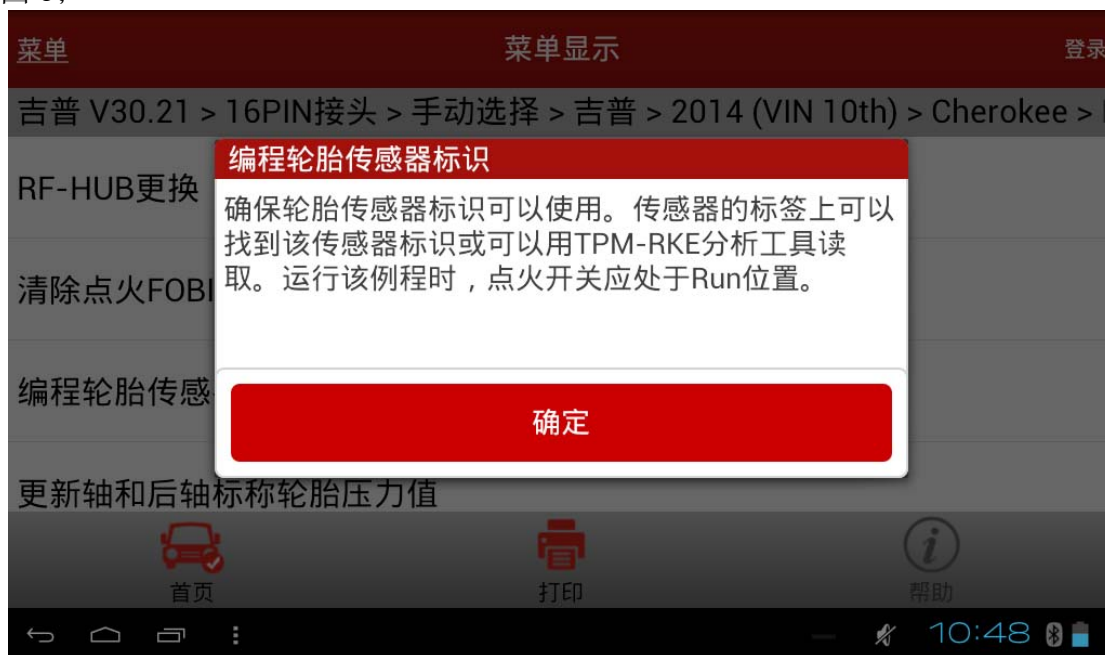 菜单 菜单显示 登录
吉普 V30.21 > 16PIN接头 > 手动选择 > 吉普 > 2014 (VIN 10th) > Cherokee >
编程轮胎传感器标识
RF-HUB更换
确保轮胎传感器标识可以使用。传感器的标签上可以
找到该传感器标识或可以用TPM-RKE分析工具读
取。运行该例程时，点火开关应处于Run位置。
清除点火FOBI
编程轮胎传感
确定
更新轴和后轴标称轮胎压力值
首页 打印 帮助
10:48